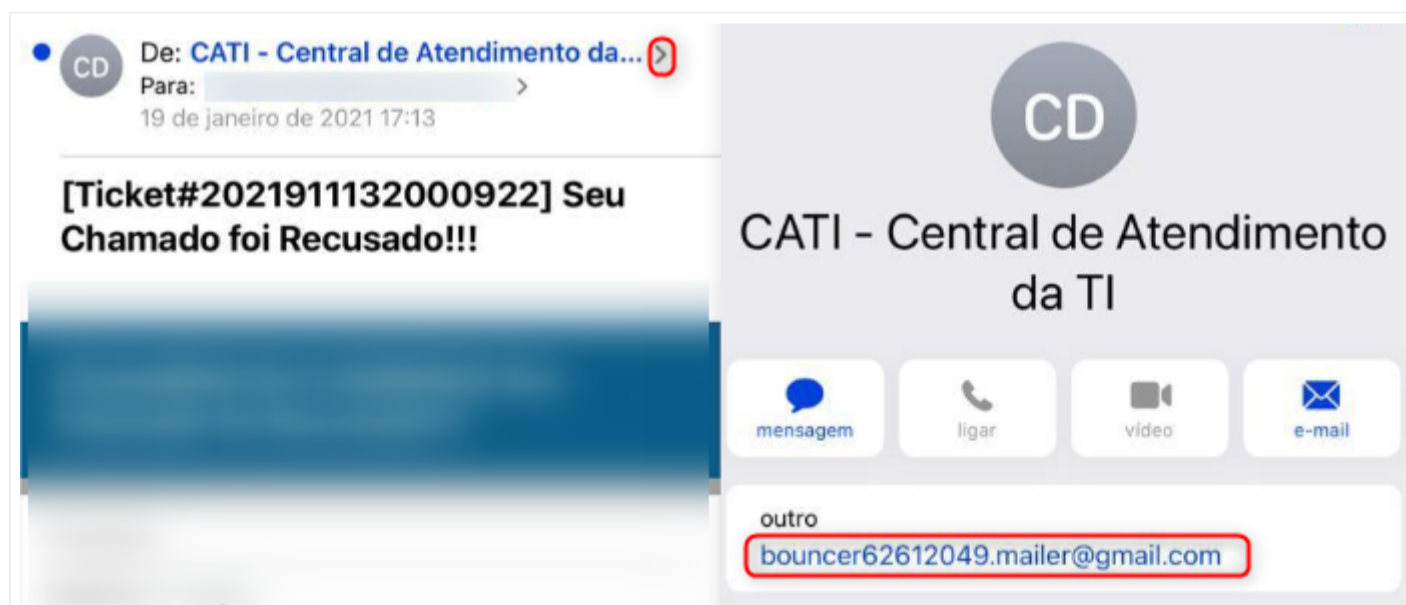 CD
De: CATI - Central de Atendimento da... >
Para: >
19 de janeiro de 2021 17:13
[Ticket#2021911132000922] Seu
Chamado foi Recusado!!!
CD
CATI - Central de Atendimento
da TI
mensagem
ligar
vídeo
e-mail
outro
bouncer62612049.mailer@gmail.com